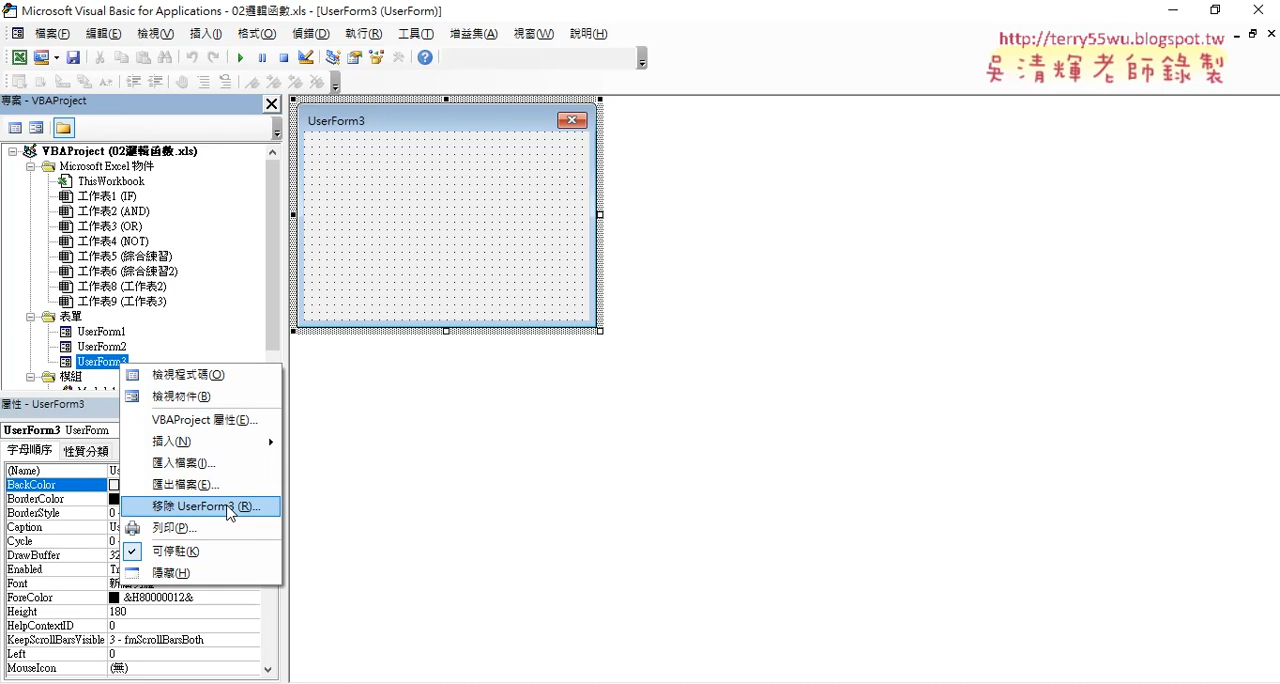 Microsoft Visual Basic for Applications - 02邏輯函數.xls - [UserForm3 (UserForm)]
檔案(F) 編輯(E) 檢視(V) 插入(I) 格式(O) 偵錯(D) 執行(R) 工具(T) 增益集(A) 視窗(W) 說明(H)
http://terry55wu.blogspot.tw
吳清輝老師錄製
專案 - VBAProject
VBAProject (02邏輯函數.xls)
Microsoft Excel 物件
ThisWorkbook
工作表1 (IF)
工作表2 (AND)
工作表3 (OR)
工作表4 (NOT)
工作表5 (綜合練習)
工作表6 (綜合練習2)
工作表8 (工作表2)
工作表9 (工作表3)
表單
UserForm1
UserForm2
UserForm3
模組
UserForm3
檢視程式碼(O)
檢視物件(B)
VBAProject 屬性(E)...
插入(N)
匯入檔案(I)...
匯出檔案(E)...
移除 UserForm3 (R)...
列印(P)...
可停駐(K)
隱藏(H)
屬性 - UserForm3
UserForm3 UserForm
字母順序 性質分類
(Name)
BackColor
BorderColor
BorderStyle 0
Caption
Cycle 0
DrawBuffer 32
Enabled
Font
ForeColor &H80000012&
Height 180
HelpContextID 0
KeepScrollBarsVisible 3 - fmScrollBarsBoth
Left 0
MouseIcon (無)